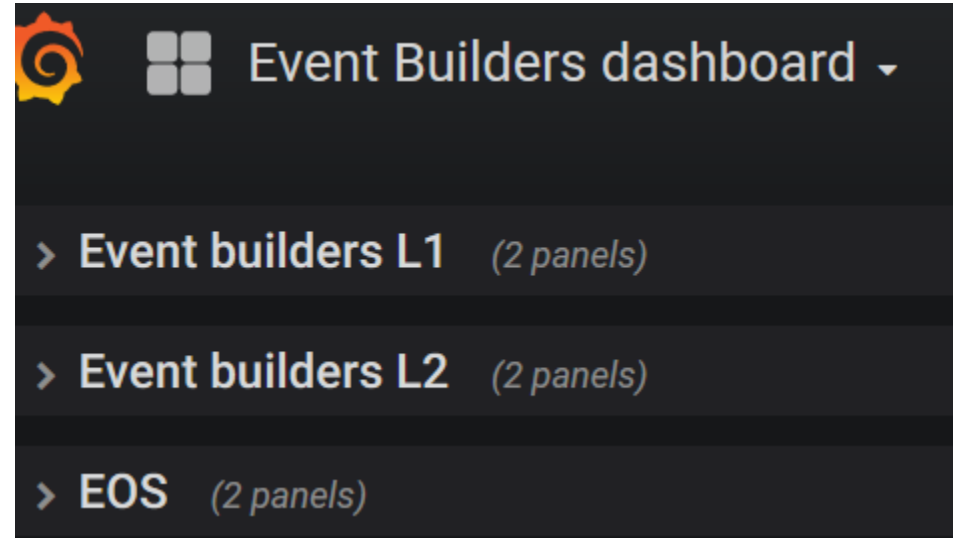 Event Builders dashboard
Event builders L1 (2 panels)
Event builders L2 (2 panels)
EOS (2 panels)